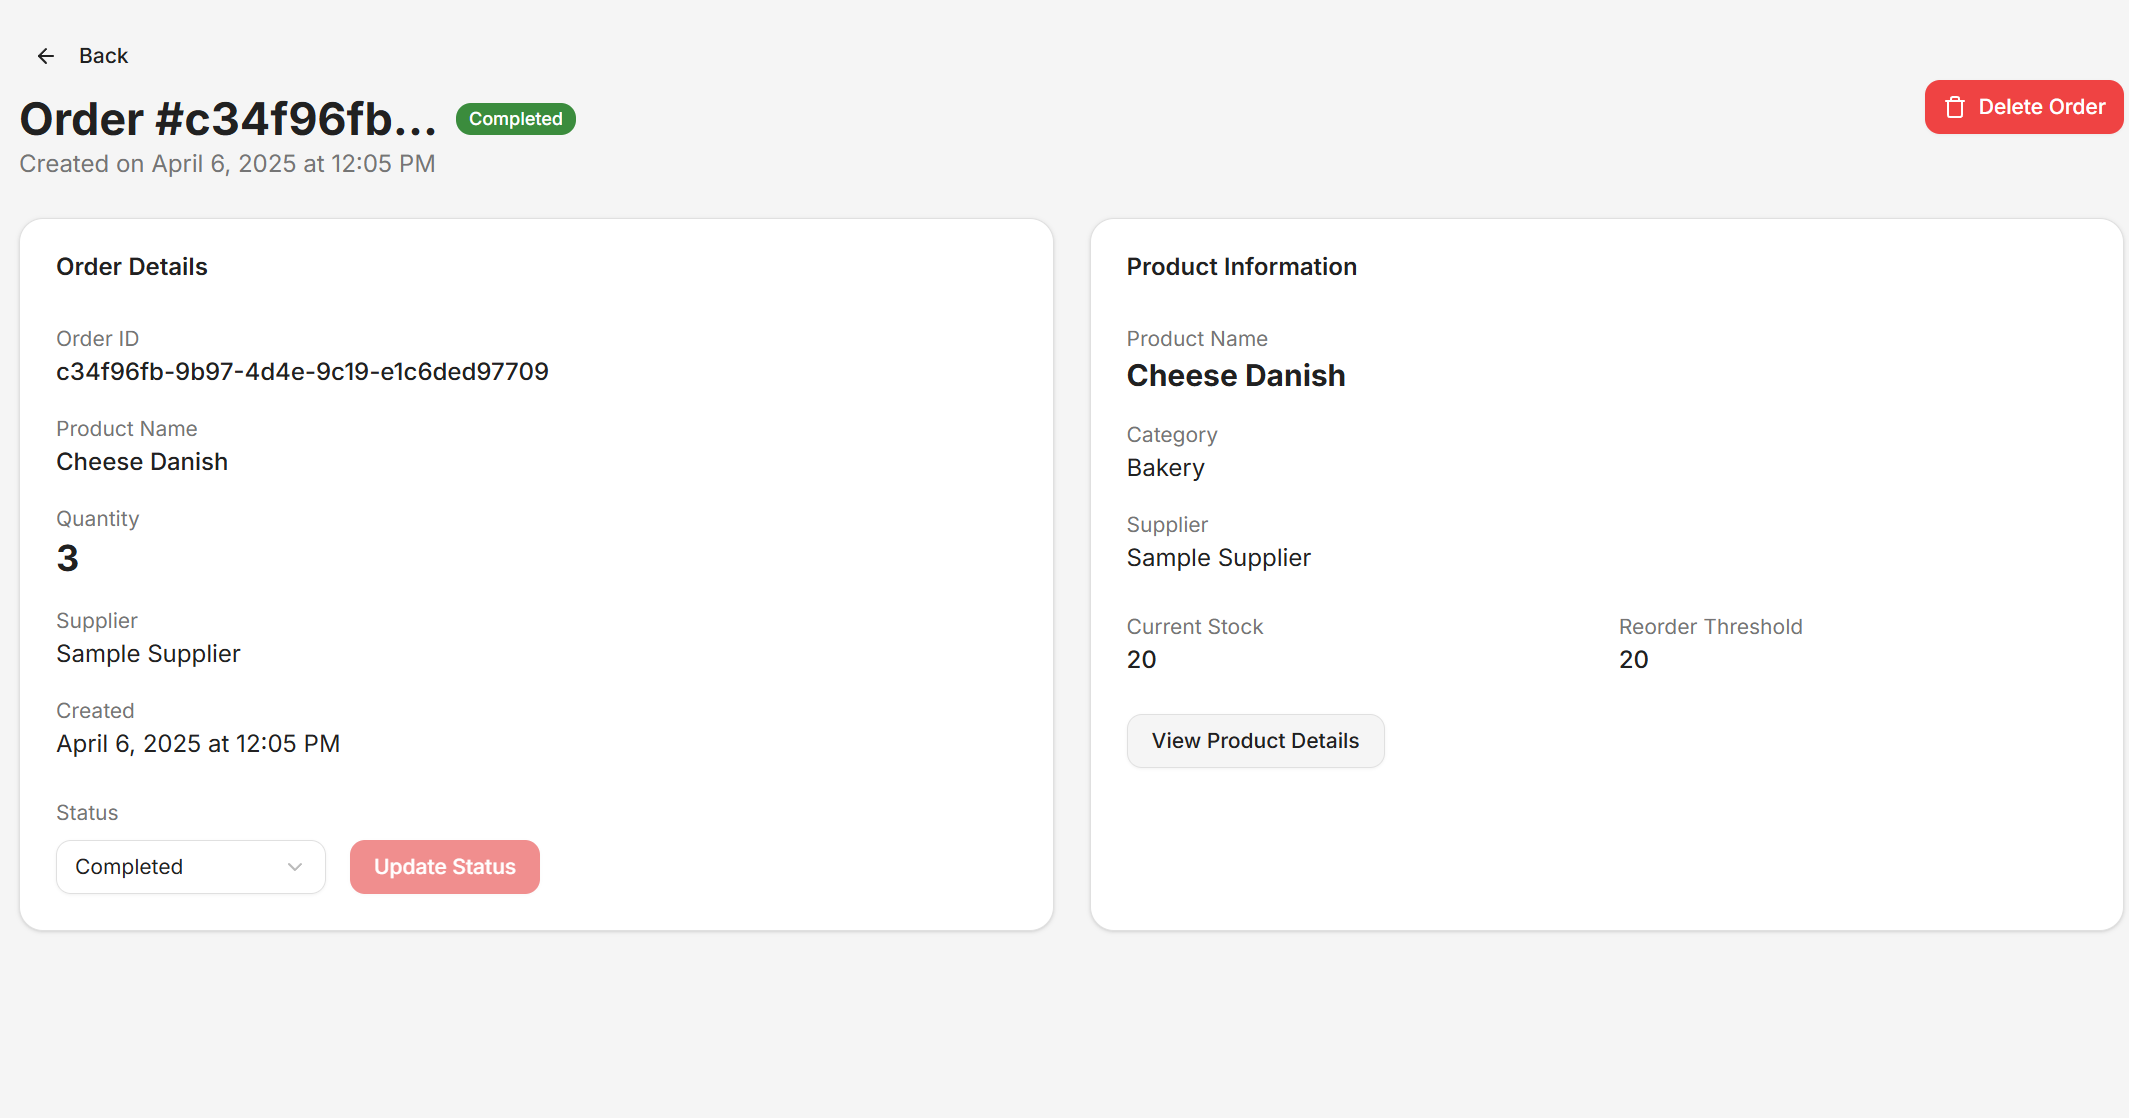 Back
Order #c34f96fb...
Completed
Delete Order
Created on April 6, 2025 at 12:05 PM
Order Details
Order ID
c34f96fb-9b97-4d4e-9c19-e1c6ded97709
Product Name
Cheese Danish
Quantity
3
Supplier
Sample Supplier
Created
April 6, 2025 at 12:05 PM
Status
Completed
Update Status
Product Information
Product Name
Cheese Danish
Category
Bakery
Supplier
Sample Supplier
Current Stock
20
Reorder Threshold
20
View Product Details